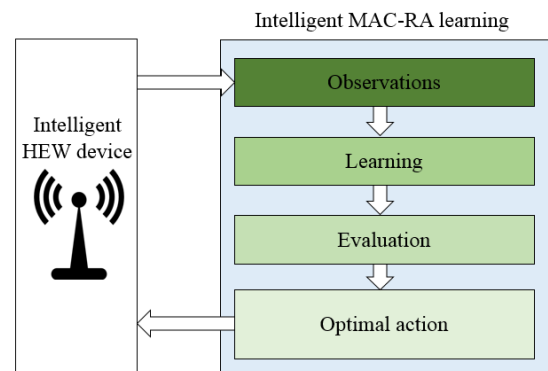 Intelligent MAC-RA learning
Intelligent
HEW device
Observations
Learning
Evaluation
Optimal action